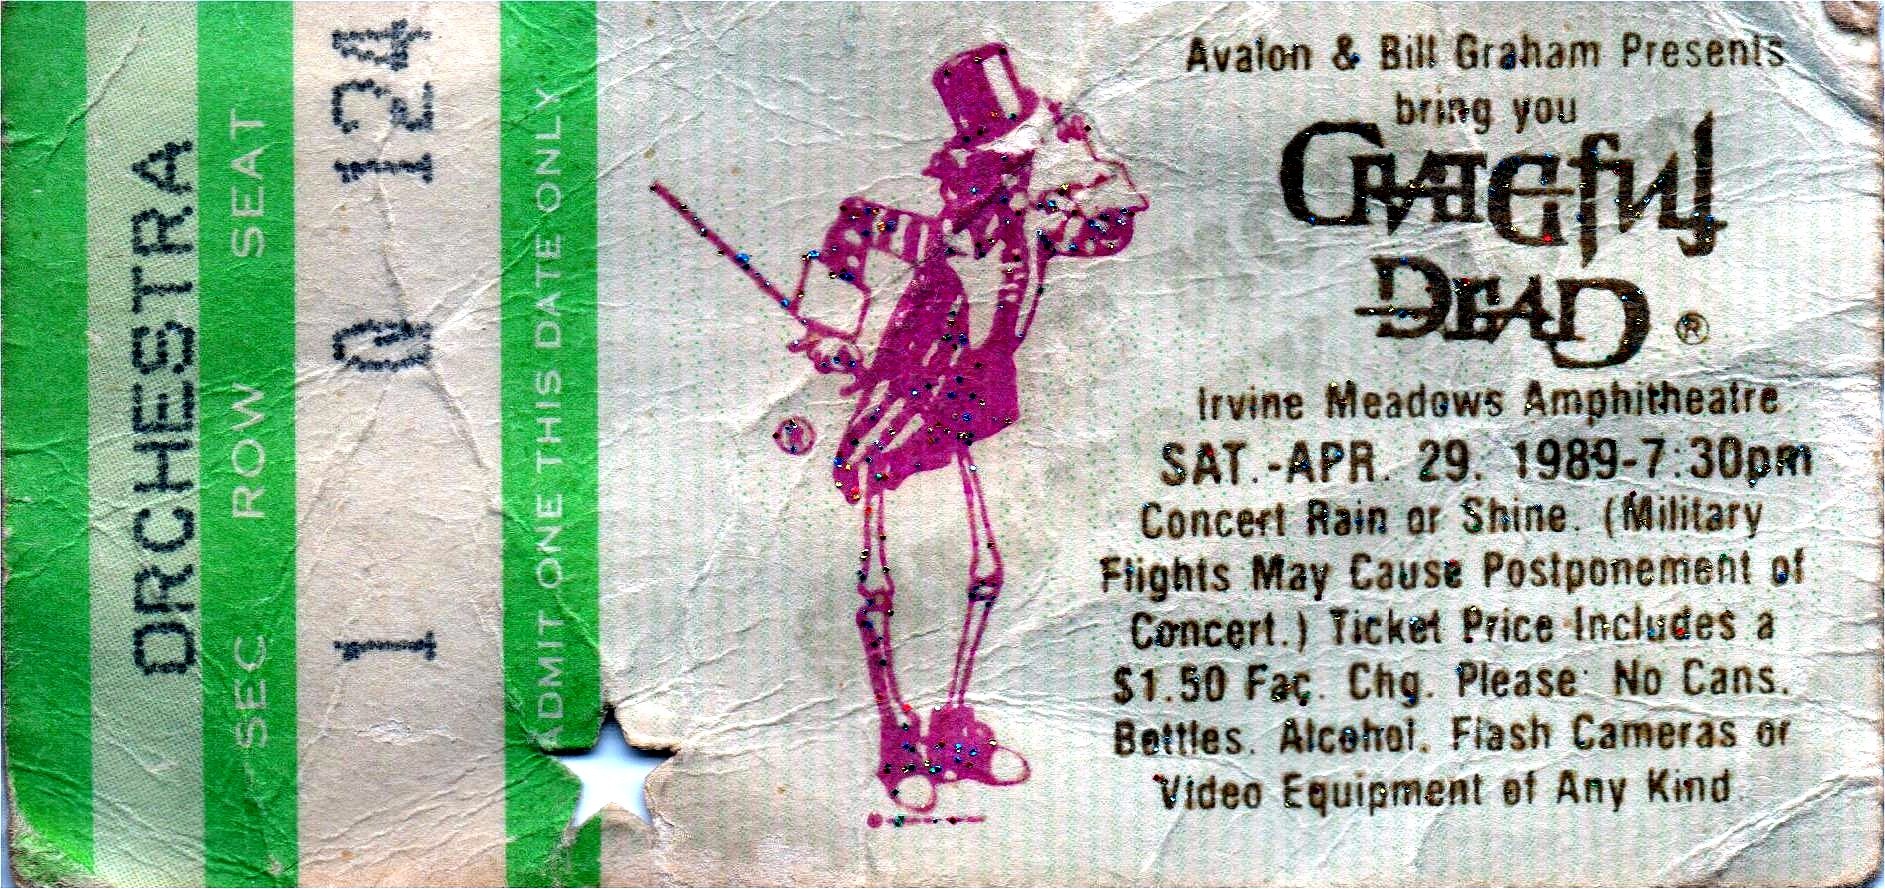 ORCHESTRA
SEC ROW SEAT
1 Q 124
ADMIT ONE THIS DATE ONLY
Avalon & Bill Graham Presents
bring you
GRATEFUL
DEAD ®
Irvine Meadows Amphitheatre
SAT.-APR. 29. 1989-7:30pm
Concert Rain or Shine. (Military
Flights May Cause Postponement of
Concert.) Ticket Price Includes a
$1.50 Fac. Chg. Please: No Cans.
Bottles. Alcohol. Flash Cameras or
Video Equipment of Any Kind.